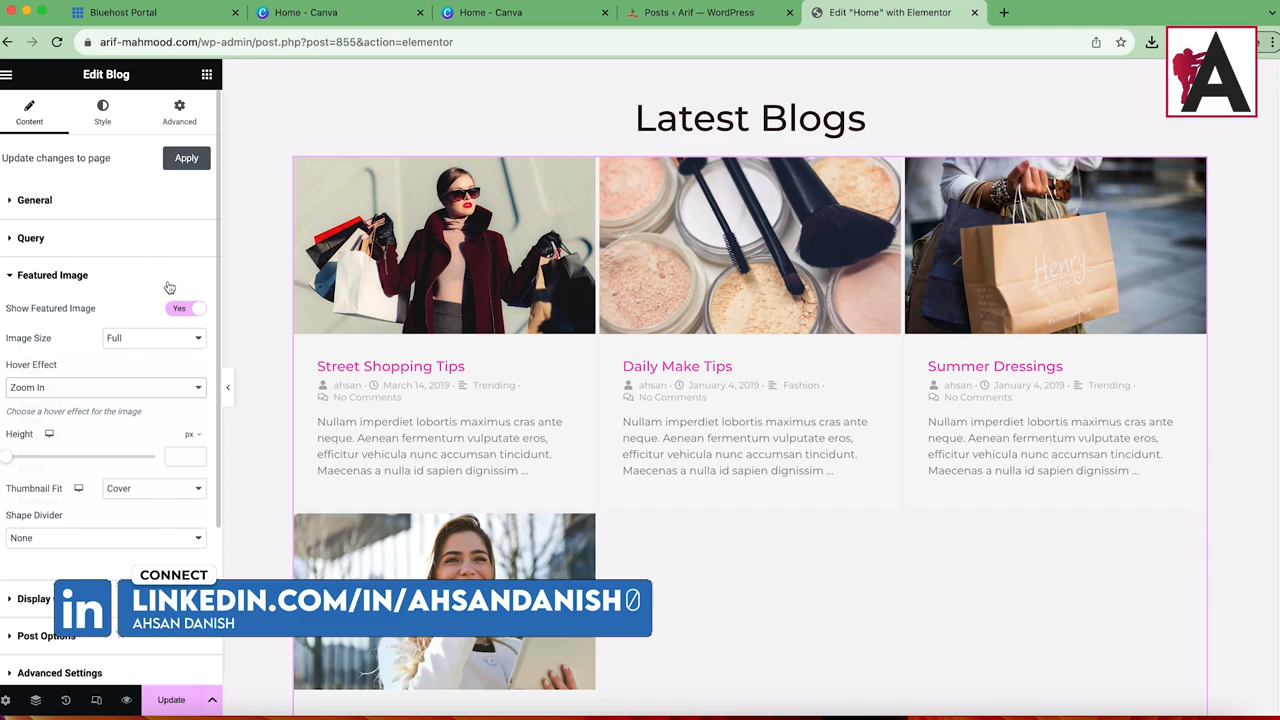 Bluehost Portal
Home - Canva
Home - Canva
Posts ‹ Arif — WordPress
Edit "Home" with Elementor
arif-mahmood.com/wp-admin/post.php?post=855&action=elementor
A
Edit Blog
Content
Style
Advanced
Update changes to page
Apply
General
Query
Featured Image
Show Featured Image
Yes
Image Size
Full
Hover Effect
Zoom In
Choose a hover effect for the image
Height
px
Thumbnail Fit
Cover
Shape Divider
None
Display
Post Options
Advanced Settings
Update
Latest Blogs
Henry
Street Shopping Tips
ahsan · March 14, 2019 · Trending ·
No Comments
Nullam imperdiet lobortis maximus cras ante
neque. Aenean fermentum vulputate eros,
efficitur vehicula nunc accumsan tincidunt.
Maecenas a nulla id sapien dignissim ...
Daily Make Tips
ahsan · January 4, 2019 · Fashion ·
No Comments
Nullam imperdiet lobortis maximus cras ante
neque. Aenean fermentum vulputate eros,
efficitur vehicula nunc accumsan tincidunt.
Maecenas a nulla id sapien dignissim ...
Summer Dressings
ahsan · January 4, 2019 · Trending ·
No Comments
Nullam imperdiet lobortis maximus cras ante
neque. Aenean fermentum vulputate eros,
efficitur vehicula nunc accumsan tincidunt.
Maecenas a nulla id sapien dignissim ...
CONNECT
in
LINKEDIN.COM/IN/AHSANDANISH0
AHSAN DANISH